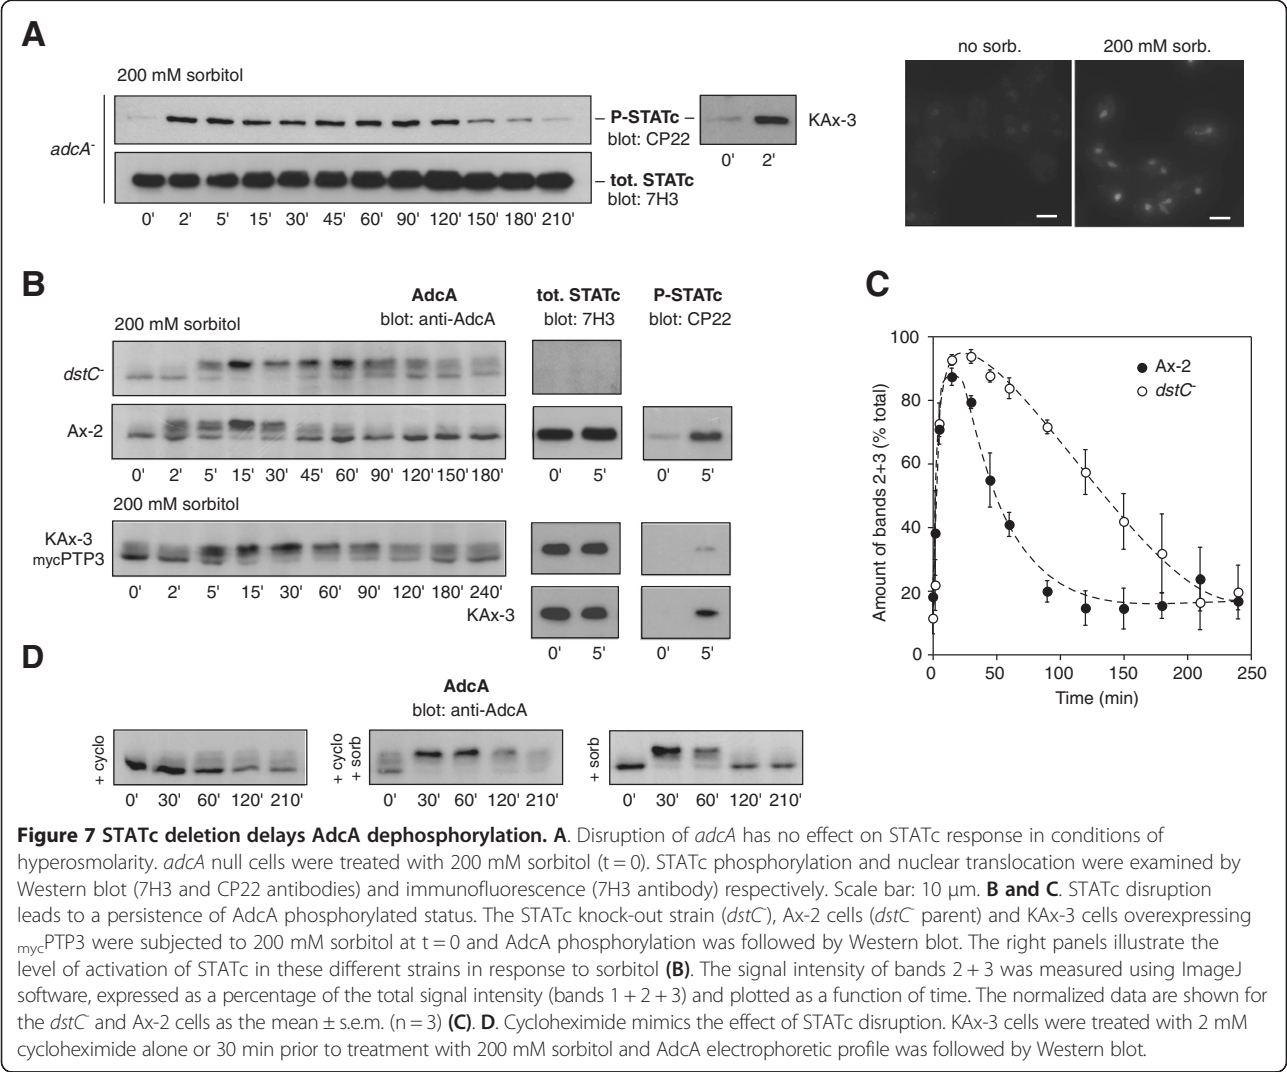 A
200 mM sorbitol
no sorb.
200 mM sorb.
adcA-
P-STATc
blot: CP22
KAx-3
0' 2'
tot. STATc
blot: 7H3
0' 2' 5' 15' 30' 45' 60' 90' 120' 150' 180' 210'
B
AdcA
blot: anti-AdcA
tot. STATc
blot: 7H3
P-STATc
blot: CP22
200 mM sorbitol
dstC-
Ax-2
0' 2' 5' 15' 30' 45' 60' 90' 120' 150' 180'
0' 5'
0' 5'
200 mM sorbitol
KAx-3
mycPTP3
0' 2' 5' 15' 30' 60' 90' 120' 180' 240'
KAx-3
0' 5'
0' 5'
C
Amount of bands 2+3 (% total)
100
80
60
40
20
0
Ax-2
dstC-
0 50 100 150 200 250
Time (min)
D
AdcA
blot: anti-AdcA
+ cyclo
0' 30' 60' 120' 210'
+ cyclo
+ sorb
0' 30' 60' 120' 210'
+ sorb
0' 30' 60' 120' 210'
Figure 7 STATc deletion delays AdcA dephosphorylation. A. Disruption of adcA has no effect on STATc response in conditions of
hyperosmolarity. adcA null cells were treated with 200 mM sorbitol (t = 0). STATc phosphorylation and nuclear translocation were examined by
Western blot (7H3 and CP22 antibodies) and immunofluorescence (7H3 antibody) respectively. Scale bar: 10 μm. B and C. STATc disruption
leads to a persistence of AdcA phosphorylated status. The STATc knock-out strain (dstC-), Ax-2 cells (dstC- parent) and KAx-3 cells overexpressing
mycPTP3 were subjected to 200 mM sorbitol at t = 0 and AdcA phosphorylation was followed by Western blot. The right panels illustrate the
level of activation of STATc in these different strains in response to sorbitol (B). The signal intensity of bands 2 + 3 was measured using ImageJ
software, expressed as a percentage of the total signal intensity (bands 1 + 2 + 3) and plotted as a function of time. The normalized data are shown for
the dstC- and Ax-2 cells as the mean ± s.e.m. (n = 3) (C). D. Cycloheximide mimics the effect of STATc disruption. KAx-3 cells were treated with 2 mM
cycloheximide alone or 30 min prior to treatment with 200 mM sorbitol and AdcA electrophoretic profile was followed by Western blot.